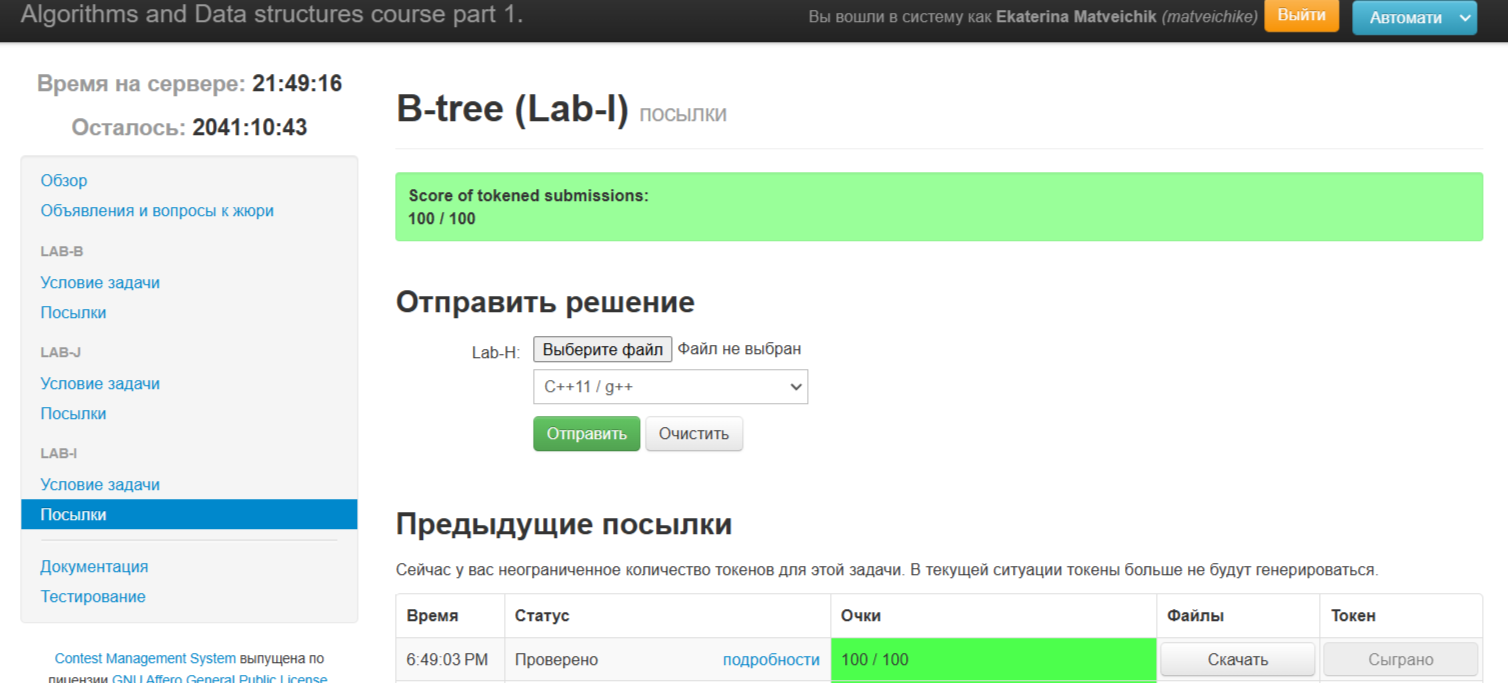 Algorithms and Data structures course part 1.
Вы вошли в систему как Ekaterina Matveichik (matveichike)
Выйти
Автомати
Время на сервере: 21:49:16
Осталось: 2041:10:43
Обзор
Объявления и вопросы к жюри
LAB-B
Условие задачи
Посылки
LAB-J
Условие задачи
Посылки
LAB-I
Условие задачи
Посылки
Документация
Тестирование
Contest Management System выпущена по
лицензии GNU Affero General Public License
B-tree (Lab-I) посылки
Score of tokened submissions:
100 / 100
Отправить решение
Lab-H: Выберите файл Файл не выбран
C++11 / g++
Отправить Очистить
Предыдущие посылки
Сейчас у вас неограниченное количество токенов для этой задачи. В текущей ситуации токены больше не будут генерироваться.
Время Статус Очки Файлы Токен
6:49:03 PM Проверено подробности 100 / 100 Скачать Сыграно